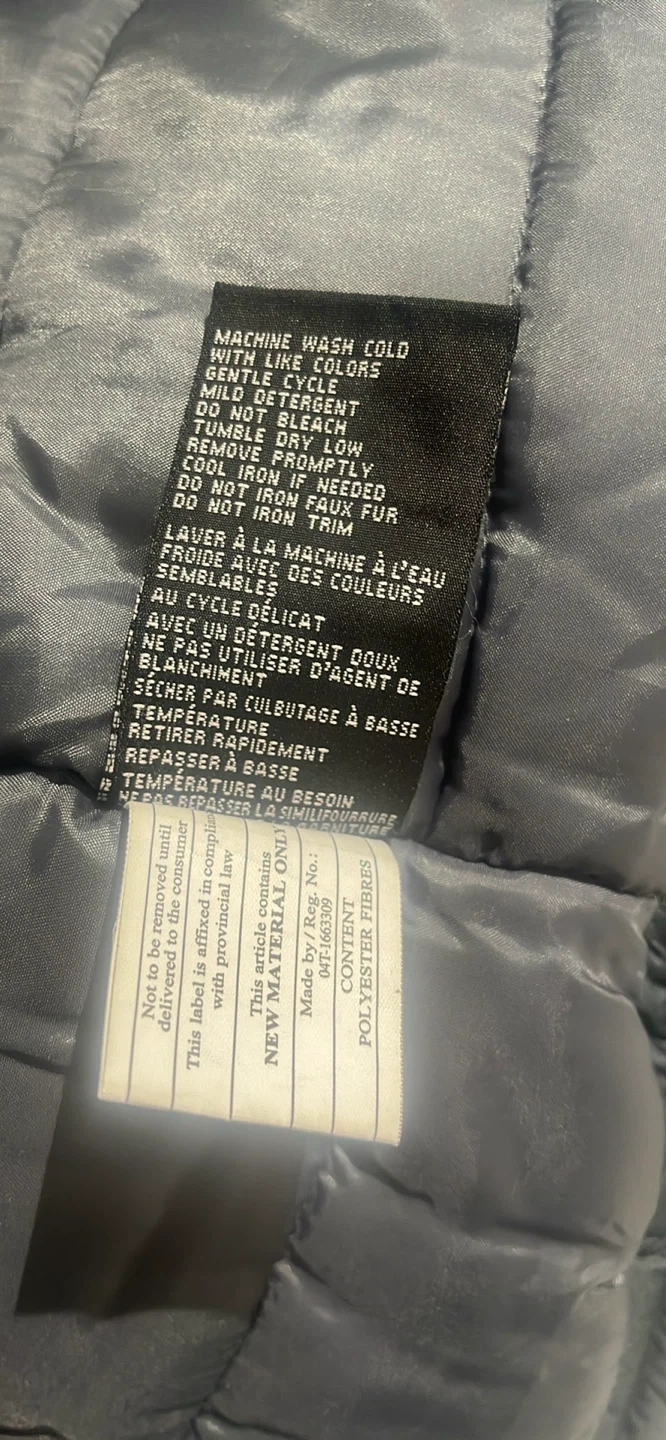 MACHINE WASH COLD
WITH LIKE COLORS
GENTLE CYCLE
MILD DETERGENT
DO NOT BLEACH
TUMBLE DRY LOW
REMOVE PROMPTLY
COOL IRON IF NEEDED
DO NOT IRON FAUX FUR
DO NOT IRON TRIM
LAVER À LA MACHINE À L'EAU
FROIDE AVEC DES COULEURS
SEMBLABLES
AU CYCLE DÉLICAT
AVEC UN DÉTERGENT DOUX
NE PAS UTILISER D'AGENT DE
BLANCHIMENT
SÉCHER PAR CULBUTAGE À BASSE
TEMPÉRATURE
RETIRER RAPIDEMENT
REPASSER À BASSE
TEMPÉRATURE AU BESOIN
NE PAS REPASSER LA SIMILIFOURRURE
Not to be removed until
delivered to the consumer
This label is affixed in complian
with provincial law
This article contains
NEW MATERIAL ONLY
Made by / Reg. No.:
04T-1663309
CONTENT
POLYESTER FIBRES